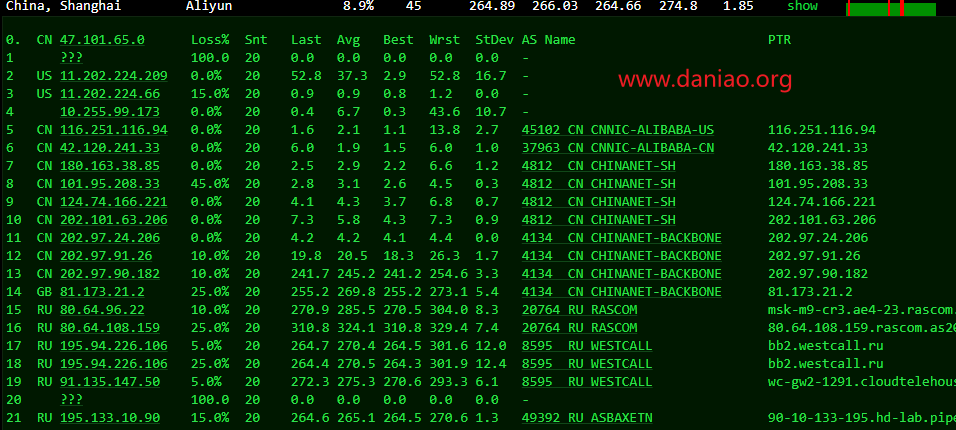 China, Shanghai Aliyun 8.9% 45 264.89 266.03 264.66 274.8 1.85 show
0. CN 47.101.65.0 Loss% Snt Last Avg Best Wrst StDev AS Name PTR
1 ??? 100.0 20 0.0 0.0 0.0 0.0 0.0 -
2 US 11.202.224.209 0.0% 20 52.8 37.3 2.9 52.8 16.7 -
www.daniao.org
3 US 11.202.224.66 15.0% 20 0.9 0.9 0.8 1.2 0.0 -
4 10.255.99.173 0.0% 20 0.4 6.7 0.3 43.6 10.7 -
5 CN 116.251.116.94 0.0% 20 1.6 2.1 1.1 13.8 2.7 45102 CN CNNIC-ALIBABA-US 116.251.116.94
6 CN 42.120.241.33 0.0% 20 6.0 1.9 1.5 6.0 1.0 37963 CN CNNIC-ALIBABA-CN 42.120.241.33
7 CN 180.163.38.85 0.0% 20 2.5 2.9 2.2 6.6 1.2 4812 CN CHINANET-SH 180.163.38.85
8 CN 101.95.208.33 45.0% 20 2.8 3.1 2.6 4.5 0.3 4812 CN CHINANET-SH 101.95.208.33
9 CN 124.74.166.221 0.0% 20 4.1 4.3 3.7 6.8 0.7 4812 CN CHINANET-SH 124.74.166.221
10 CN 202.101.63.206 0.0% 20 7.3 5.8 4.3 7.3 0.9 4812 CN CHINANET-SH 202.101.63.206
11 CN 202.97.24.206 0.0% 20 4.2 4.2 4.1 4.4 0.0 4134 CN CHINANET-BACKBONE 202.97.24.206
12 CN 202.97.91.26 10.0% 20 19.8 20.5 18.3 26.3 1.7 4134 CN CHINANET-BACKBONE 202.97.91.26
13 CN 202.97.90.182 10.0% 20 241.7 245.2 241.2 254.6 3.3 4134 CN CHINANET-BACKBONE 202.97.90.182
14 GB 81.173.21.2 25.0% 20 255.2 269.8 255.2 273.1 5.4 4134 CN CHINANET-BACKBONE 81.173.21.2
15 RU 80.64.96.22 10.0% 20 270.9 285.5 270.5 304.0 8.3 20764 RU RASCOM msk-m9-cr3.ae4-23.rascom.
16 RU 80.64.108.159 25.0% 20 310.8 324.1 310.8 329.4 7.4 20764 RU RASCOM 80.64.108.159.rascom.as20
17 RU 195.94.226.106 5.0% 20 264.7 270.4 264.5 301.6 12.0 8595 RU WESTCALL bb2.westcall.ru
18 RU 195.94.226.106 25.0% 20 264.4 270.5 264.3 301.9 12.4 8595 RU WESTCALL bb2.westcall.ru
19 RU 91.135.147.50 5.0% 20 272.3 275.3 270.6 293.3 6.1 8595 RU WESTCALL wc-gw2-1291.cloudtelehous
20 ??? 100.0 20 0.0 0.0 0.0 0.0 0.0 -
21 RU 195.133.10.90 15.0% 20 264.6 265.1 264.5 270.6 1.3 49392 RU ASBAXETN 90-10-133-195.hd-lab.pipe